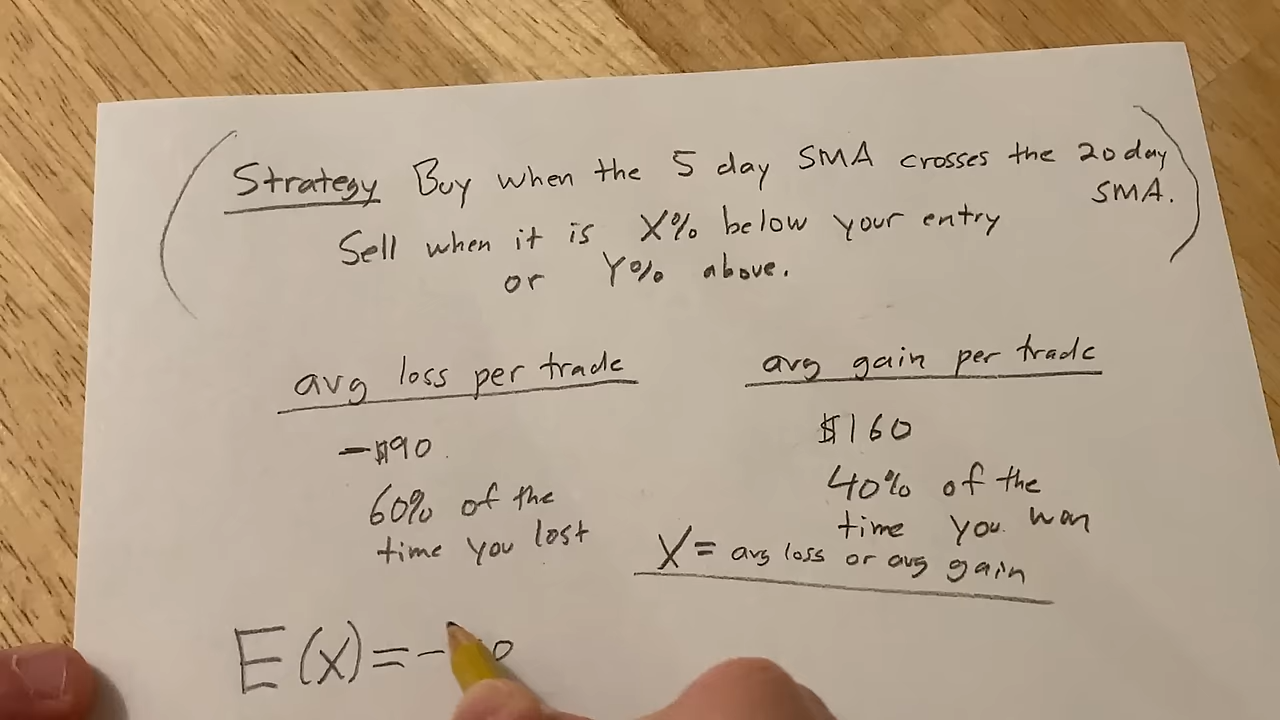 Strategy Buy when the 5 day SMA crosses the 20 day
SMA.
Sell when it is X% below your entry
or Y% above.
avg loss per trade
-$90
60% of the
time you lost
avg gain per trade
$160
40% of the
time you won
X = avg loss or avg gain
E(X) = -